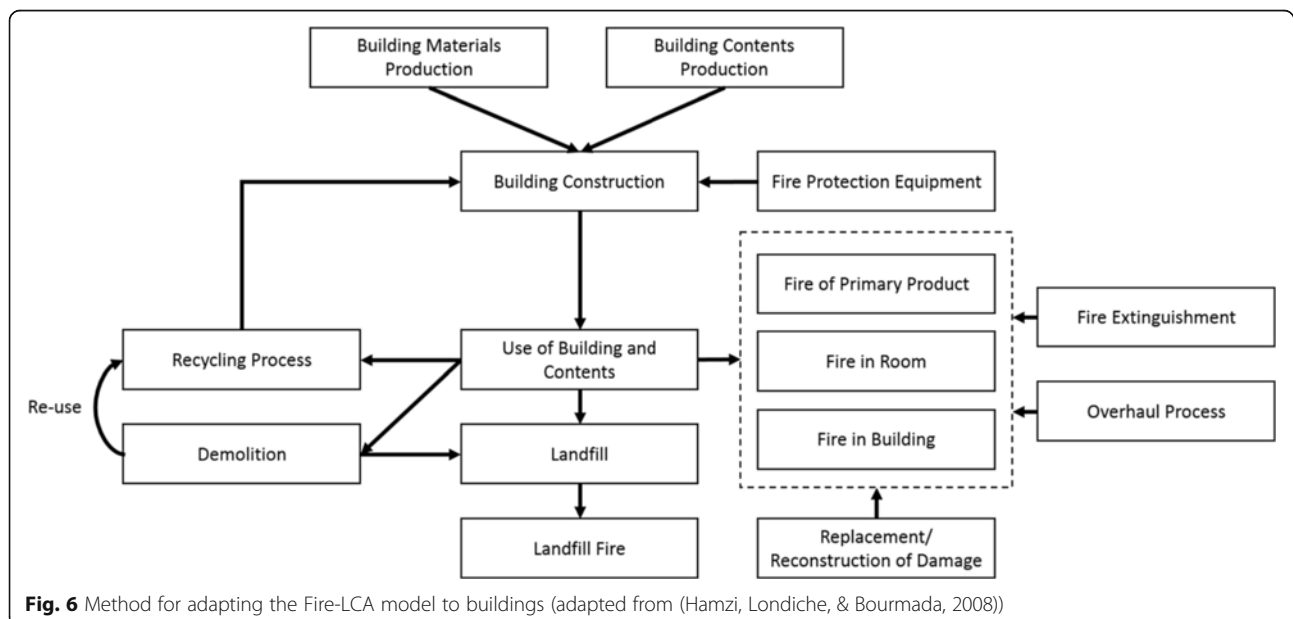 Building Materials
Production
Building Contents
Production
Building Construction
Fire Protection Equipment
Fire of Primary Product
Fire Extinguishment
Recycling Process
Use of Building and
Contents
Fire in Room
Re-use
Overhaul Process
Demolition
Landfill
Fire in Building
Landfill Fire
Replacement/
Reconstruction of Damage
Fig. 6 Method for adapting the Fire-LCA model to buildings (adapted from (Hamzi, Londiche, & Bourmada, 2008))